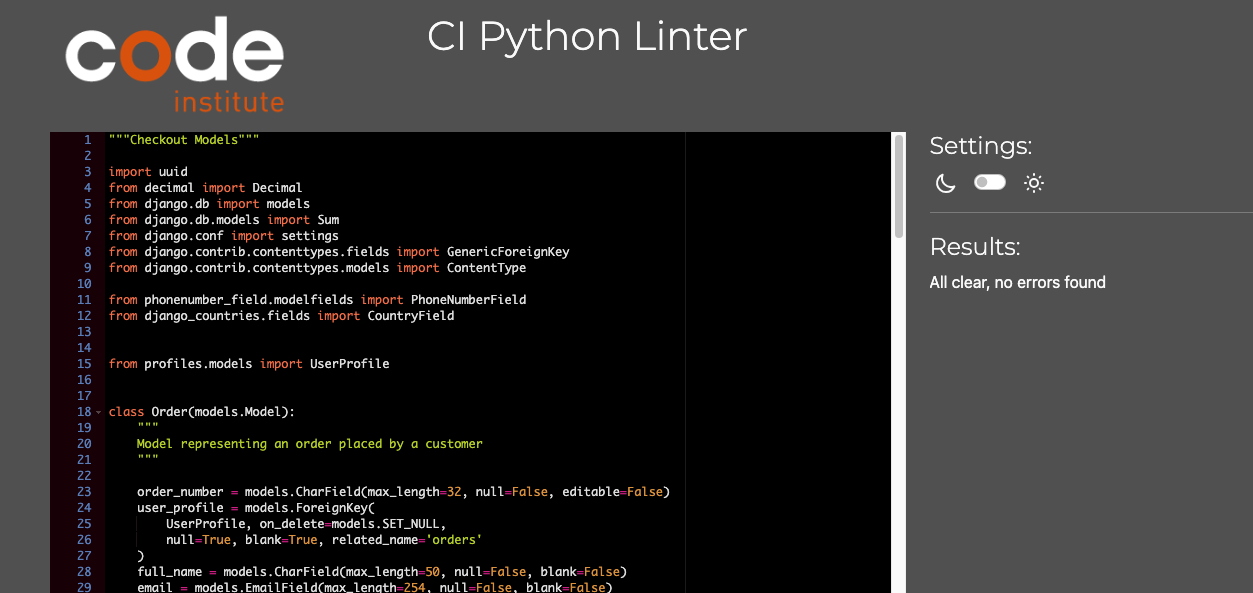 code
institute
CI Python Linter
1 """Checkout Models"""
2
3 import uuid
4 from decimal import Decimal
5 from django.db import models
6 from django.db.models import Sum
7 from django.conf import settings
8 from django.contrib.contenttypes.fields import GenericForeignKey
9 from django.contrib.contenttypes.models import ContentType
10
11 from phonenumber_field.modelfields import PhoneNumberField
12 from django_countries.fields import CountryField
13
14
15 from profiles.models import UserProfile
16
17
18 class Order(models.Model):
19     """
20     Model representing an order placed by a customer
21     """
22
23     order_number = models.CharField(max_length=32, null=False, editable=False)
24     user_profile = models.ForeignKey(
25         UserProfile, on_delete=models.SET_NULL,
26         null=True, blank=True, related_name='orders'
27     )
28     full_name = models.CharField(max_length=50, null=False, blank=False)
29     email = models.EmailField(max_length=254, null=False, blank=False)
Settings:
Results:
All clear, no errors found